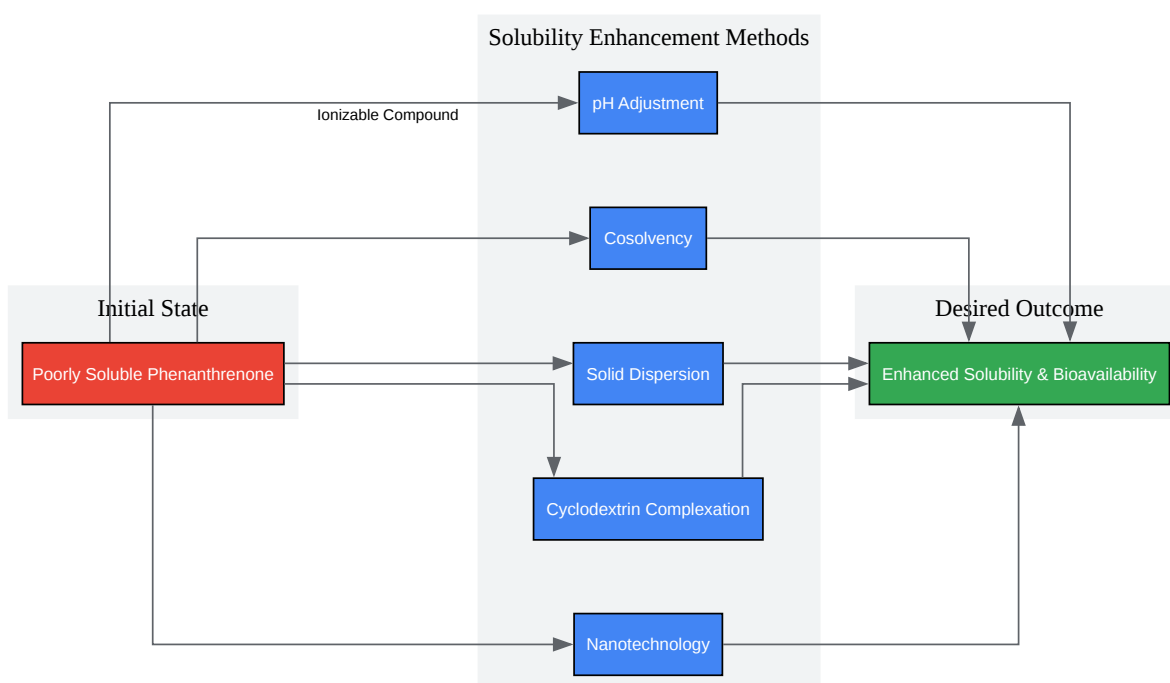 Solubility Enhancement Methods
pH Adjustment
Ionizable Compound
Cosolvency
Initial State
Desired Outcome
Poorly Soluble Phenanthrenone
Solid Dispersion
Enhanced Solubility & Bioavailability
Cyclodextrin Complexation
Nanotechnology